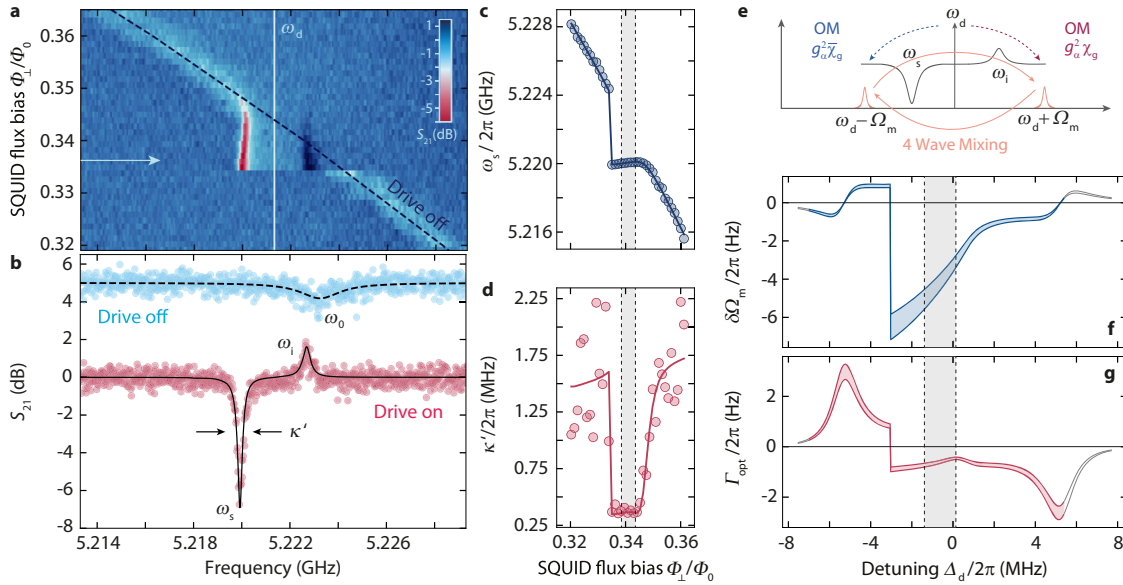 a
SQUID flux bias Φ⊥/Φ0
0.36
0.35
0.34
0.33
0.32
ωd
1
-1
-3
-5
S21(dB)
Drive off
b
S21 (dB)
6
4
2
0
-2
-4
-6
-8
Drive off
ω0
ωi
Drive on
κ‘
ωs
5.214
5.218
5.222
5.226
Frequency (GHz)
c
ωs / 2π (GHz)
5.228
5.224
5.220
5.216
0.32
0.34
0.36
d
κ‘/2π (MHz)
2.25
1.75
1.25
0.75
0.25
0.32
0.34
0.36
SQUID flux bias Φ⊥/Φ0
e
OM
gα²χ̅g
ωd
OM
gα²χg
ωs
ωi
ωd− Ωm
ωd+ Ωm
4 Wave Mixing
δΩm/2π (Hz)
0
-2
-4
-6
f
Γopt/2π (Hz)
2
0
-2
g
-8
-4
0
4
8
Detuning Δd/2π (MHz)